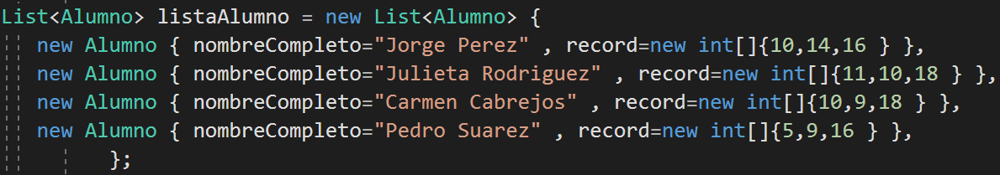 List<Alumno> listaAlumno = new List<Alumno> {
new Alumno { nombreCompleto="Jorge Perez" , record=new int[]{10,14,16 } },
new Alumno { nombreCompleto="Julieta Rodriguez" , record=new int[]{11,10,18 } },
new Alumno { nombreCompleto="Carmen Cabrejos" , record=new int[]{10,9,18 } },
new Alumno { nombreCompleto="Pedro Suarez" , record=new int[]{5,9,16 } },
};